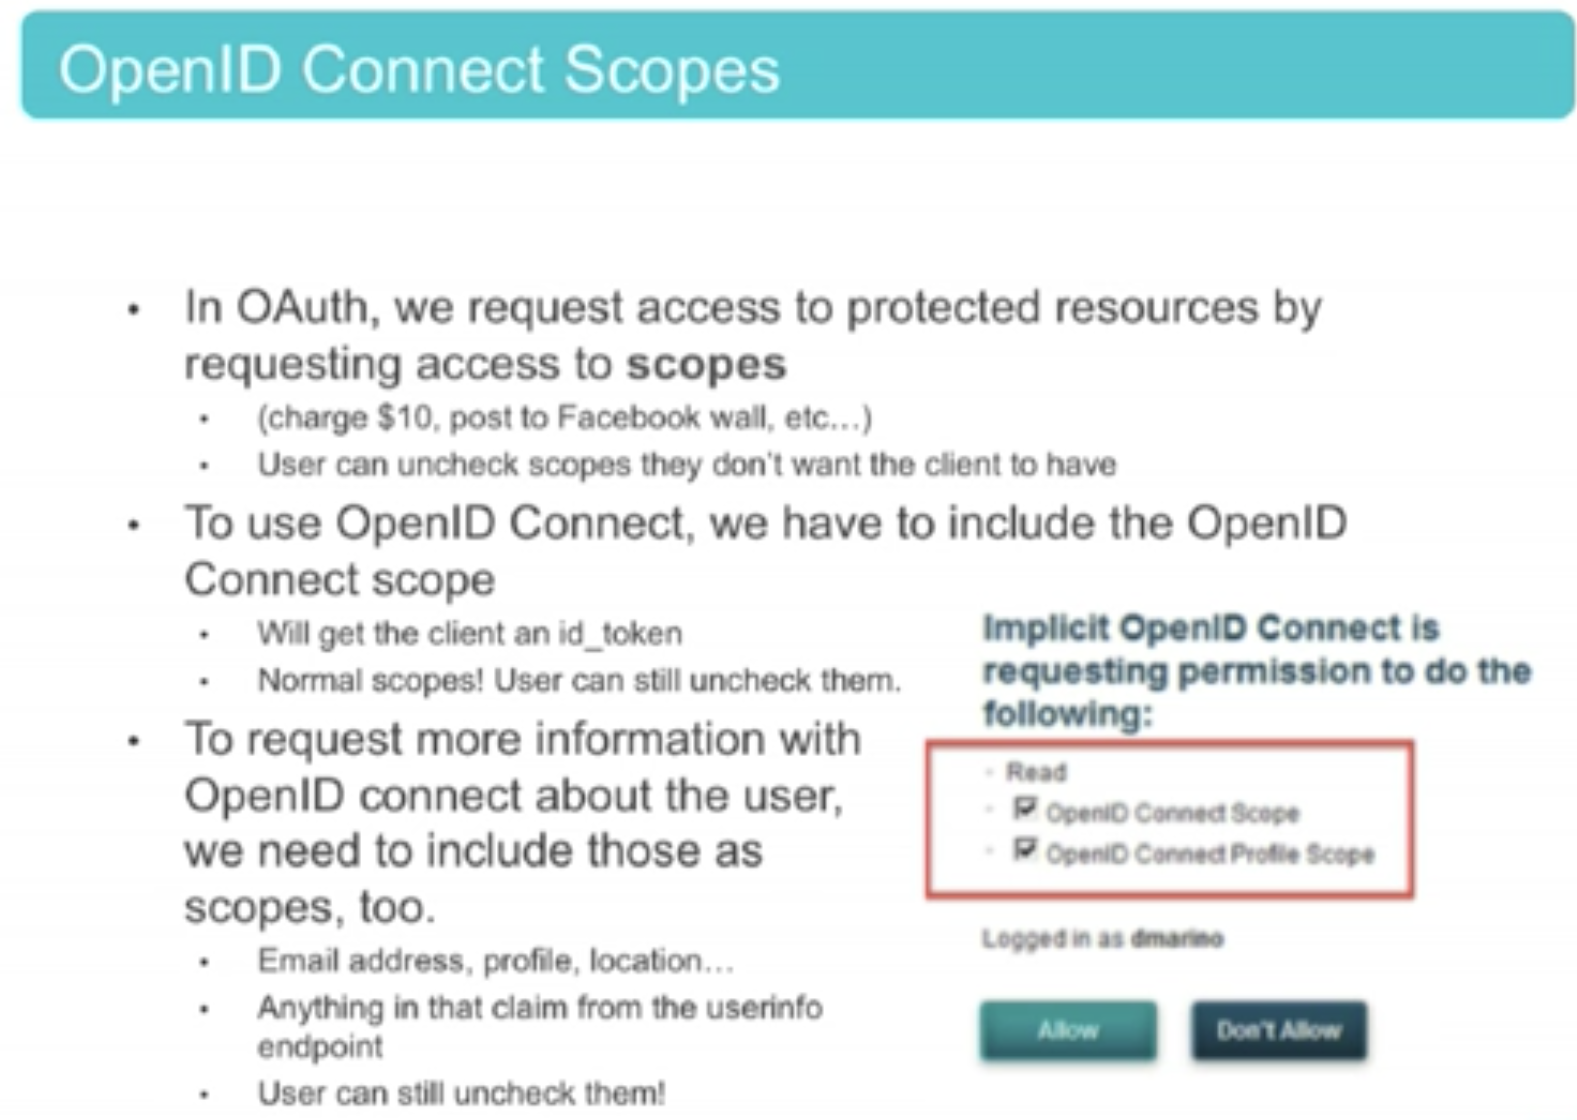 OpenID Connect Scopes
• In OAuth, we request access to protected resources by
requesting access to scopes
• (charge $10, post to Facebook wall, etc...)
• User can uncheck scopes they don't want the client to have
• To use OpenID Connect, we have to include the OpenID
Connect scope
• Will get the client an id_token
• Normal scopes! User can still uncheck them.
• To request more information with
OpenID connect about the user,
we need to include those as
scopes, too.
• Email address, profile, location...
• Anything in that claim from the userinfo
endpoint
• User can still uncheck them!
Implicit OpenID Connect is
requesting permission to do the
following:
Read
OpenID Connect Scope
OpenID Connect Profile Scope
Logged in as dmarino
Allow
Don't Allow